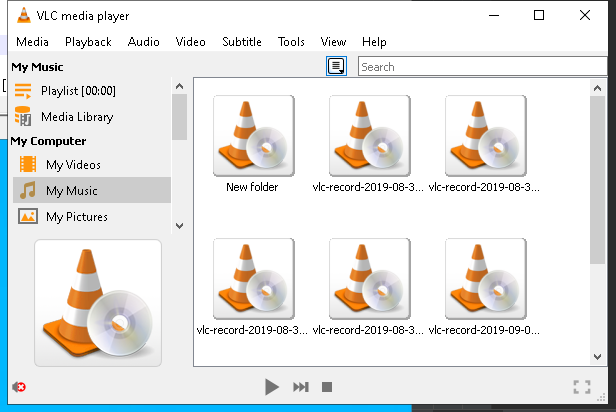 VLC media player
Media Playback Audio Video Subtitle Tools View Help
My Music
Search
Playlist [00:00]
Media Library
My Computer
My Videos
My Music
My Pictures
New folder vlc-record-2019-08-3... vlc-record-2019-08-3...
vlc-record-2019-08-3... vlc-record-2019-08-3... vlc-record-2019-09-0...